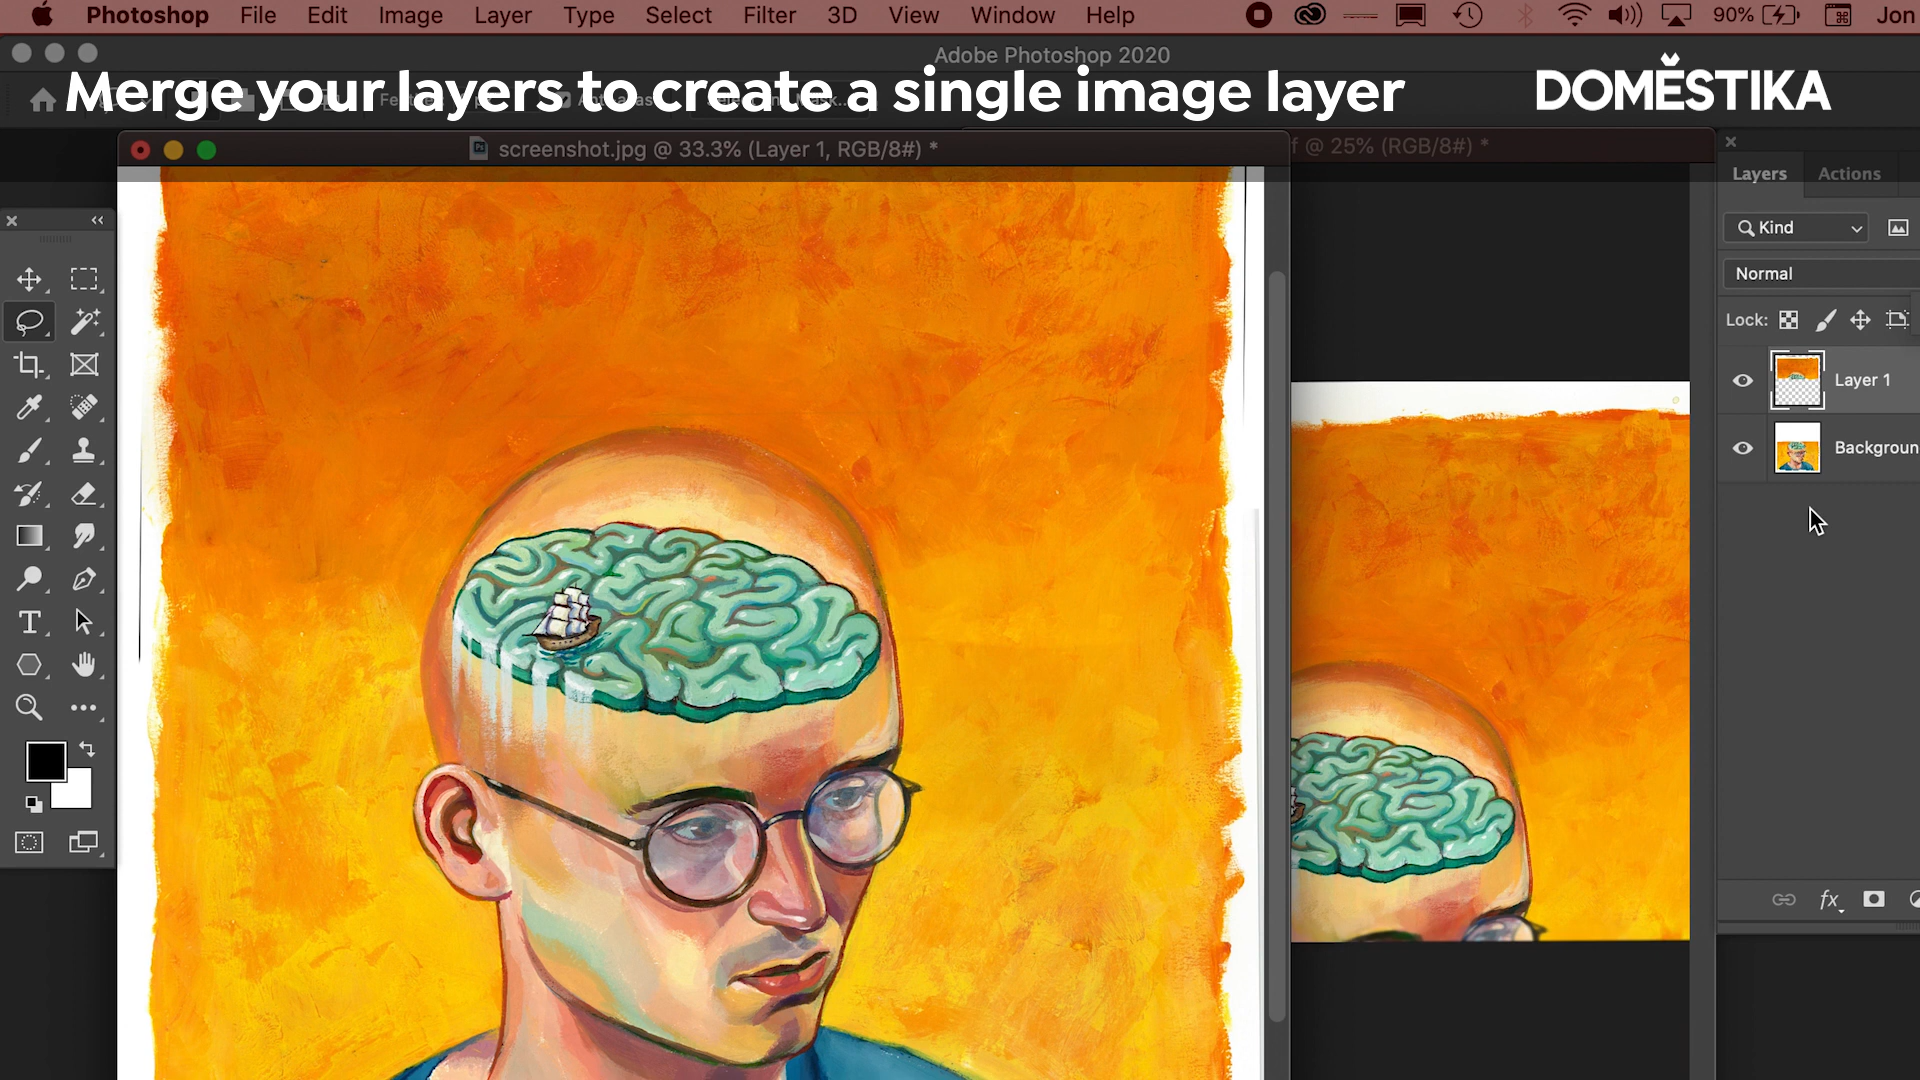 Photoshop File Edit Image Layer Type Select Filter 3D View Window Help 90% Jon
Adobe Photoshop 2020
Merge your layers to create a single image layer
DOMĔSTIKA
screenshot.jpg @ 33.3% (Layer 1, RGB/8#) *
f @ 25% (RGB/8#) *
Layers Actions
Kind
Normal
Lock:
Layer 1
Backgroun
fx
T